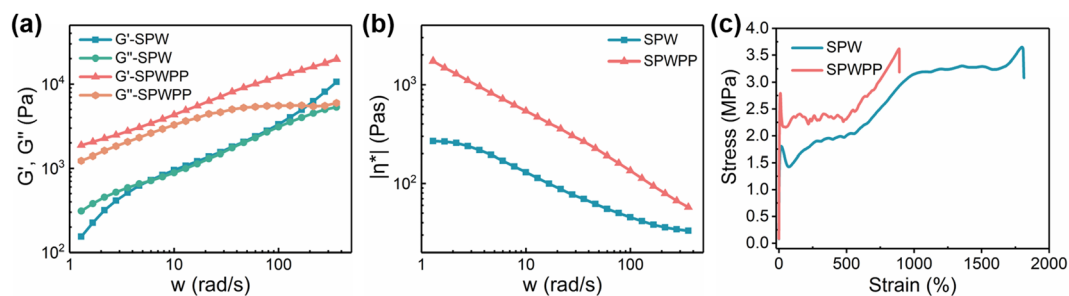 (a)
G', G'' (Pa)
10⁴
10³
10²
1
10
100
w (rad/s)
G'-SPW
G''-SPW
G'-SPWPP
G''-SPWPP
(b)
|η*| (Pas)
10³
10²
1
10
100
w (rad/s)
SPW
SPWPP
(c)
Stress (MPa)
4.0
3.5
3.0
2.5
2.0
1.5
1.0
0.5
0.0
0
500
1000
1500
2000
Strain (%)
SPW
SPWPP